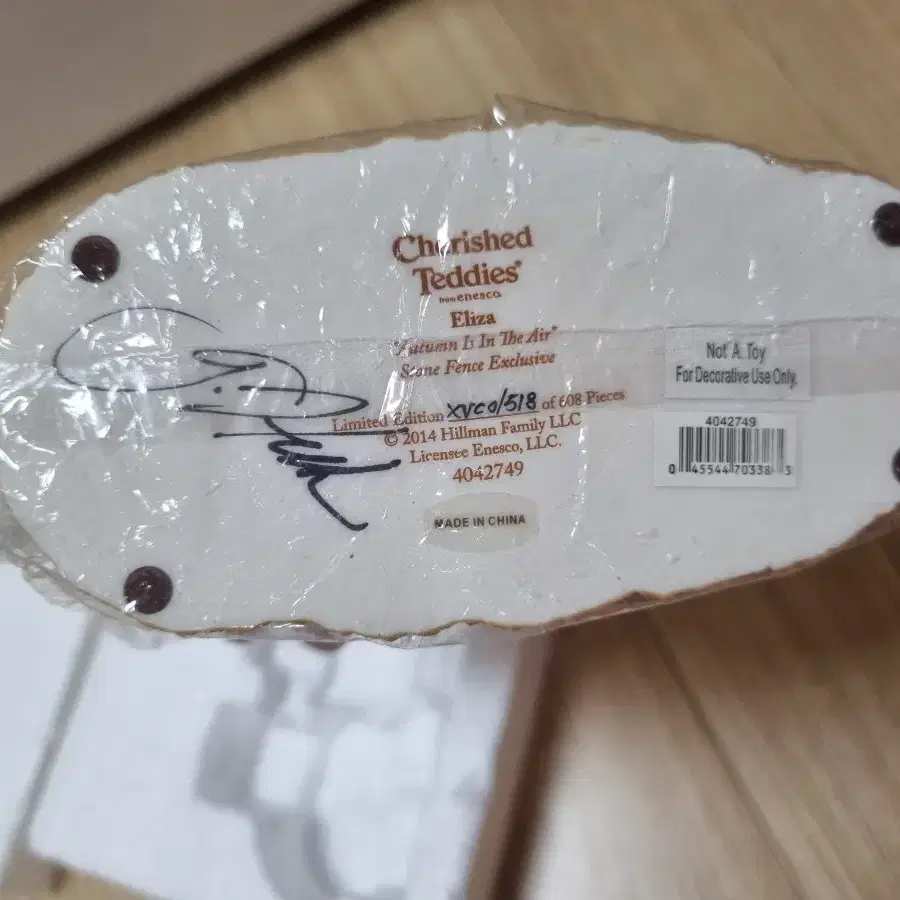 Cherished
Teddies®
from enesco.
Eliza
"Autumn Is In The Air"
Stone Fence Exclusive
Limited Edition XVCO/518 of 608 Pieces
© 2014 Hillman Family LLC
Licensee Enesco, LLC.
4042749
MADE IN CHINA
Not A Toy
For Decorative Use Only.
4042749
0 45544 70338 3